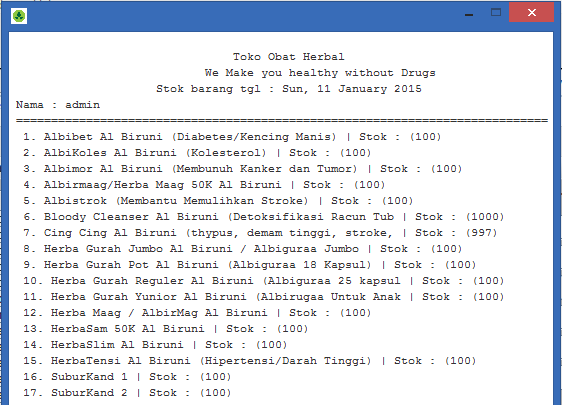 Toko Obat Herbal
We Make you healthy without Drugs
Stok barang tgl : Sun, 11 January 2015
Nama : admin
============================================================================
1. Albibet Al Biruni (Diabetes/Kencing Manis) | Stok : (100)
2. AlbiKoles Al Biruni (Kolesterol) | Stok : (100)
3. Albimor Al Biruni (Membunuh Kanker dan Tumor) | Stok : (100)
4. Albirmaag/Herba Maag 50K Al Biruni | Stok : (100)
5. Albistrok (Membantu Memulihkan Stroke) | Stok : (100)
6. Bloody Cleanser Al Biruni (Detoksifikasi Racun Tub | Stok : (1000)
7. Cing Cing Al Biruni (thypus, demam tinggi, stroke, | Stok : (997)
8. Herba Gurah Jumbo Al Biruni / Albiguraa Jumbo | Stok : (100)
9. Herba Gurah Pot Al Biruni (Albiguraa 18 Kapsul) | Stok : (100)
10. Herba Gurah Reguler Al Biruni (Albiguraa 25 kapsul | Stok : (100)
11. Herba Gurah Yunior Al Biruni (Albirugaa Untuk Anak | Stok : (100)
12. Herba Maag / AlbirMag Al Biruni | Stok : (100)
13. HerbaSam 50K Al Biruni | Stok : (100)
14. HerbaSlim Al Biruni | Stok : (100)
15. HerbaTensi Al Biruni (Hipertensi/Darah Tinggi) | Stok : (100)
16. SuburKand 1 | Stok : (100)
17. SuburKand 2 | Stok : (100)